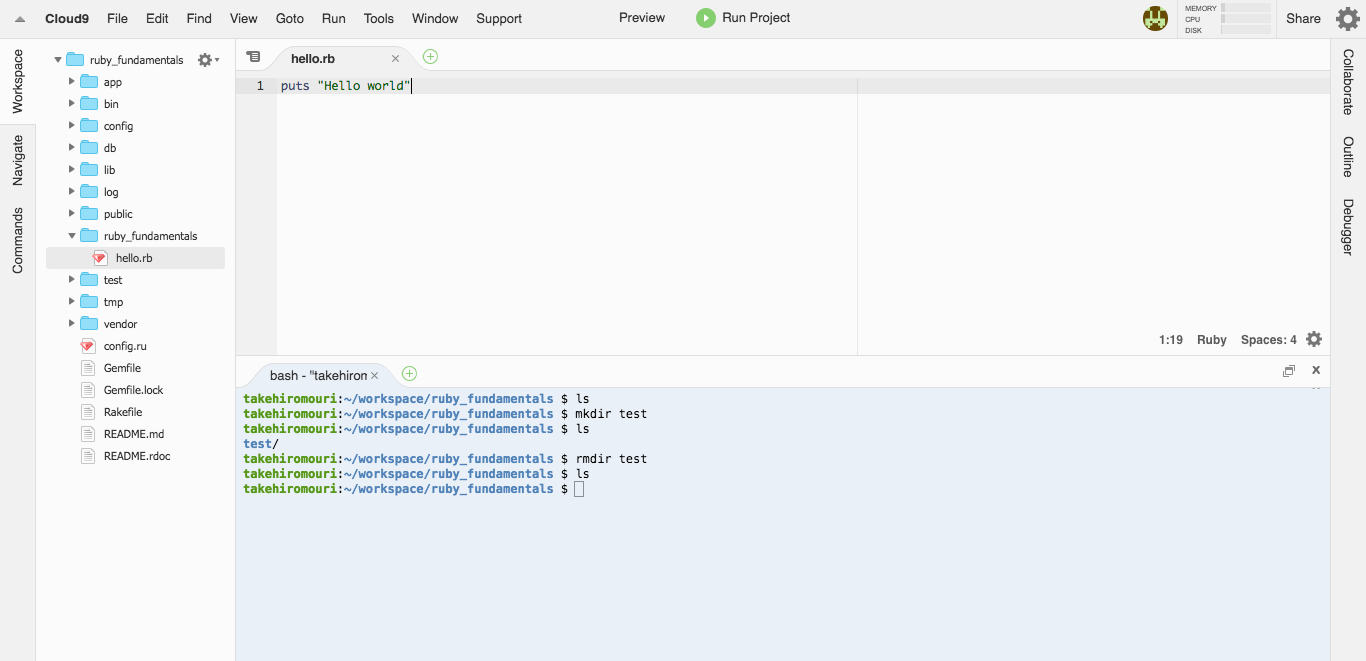 Cloud9 File Edit Find View Goto Run Tools Window Support Preview Run Project MEMORY CPU DISK Share
Workspace
Navigate
Commands
ruby_fundamentals
app
bin
config
db
lib
log
public
ruby_fundamentals
hello.rb
test
tmp
vendor
config.ru
Gemfile
Gemfile.lock
Rakefile
README.md
README.rdoc
hello.rb
1 puts "Hello world"
1:19 Ruby Spaces: 4
bash - "takehirom
takehiromouri:~/workspace/ruby_fundamentals $ ls
takehiromouri:~/workspace/ruby_fundamentals $ mkdir test
takehiromouri:~/workspace/ruby_fundamentals $ ls
test/
takehiromouri:~/workspace/ruby_fundamentals $ rmdir test
takehiromouri:~/workspace/ruby_fundamentals $ ls
takehiromouri:~/workspace/ruby_fundamentals $
Collaborate
Outline
Debugger